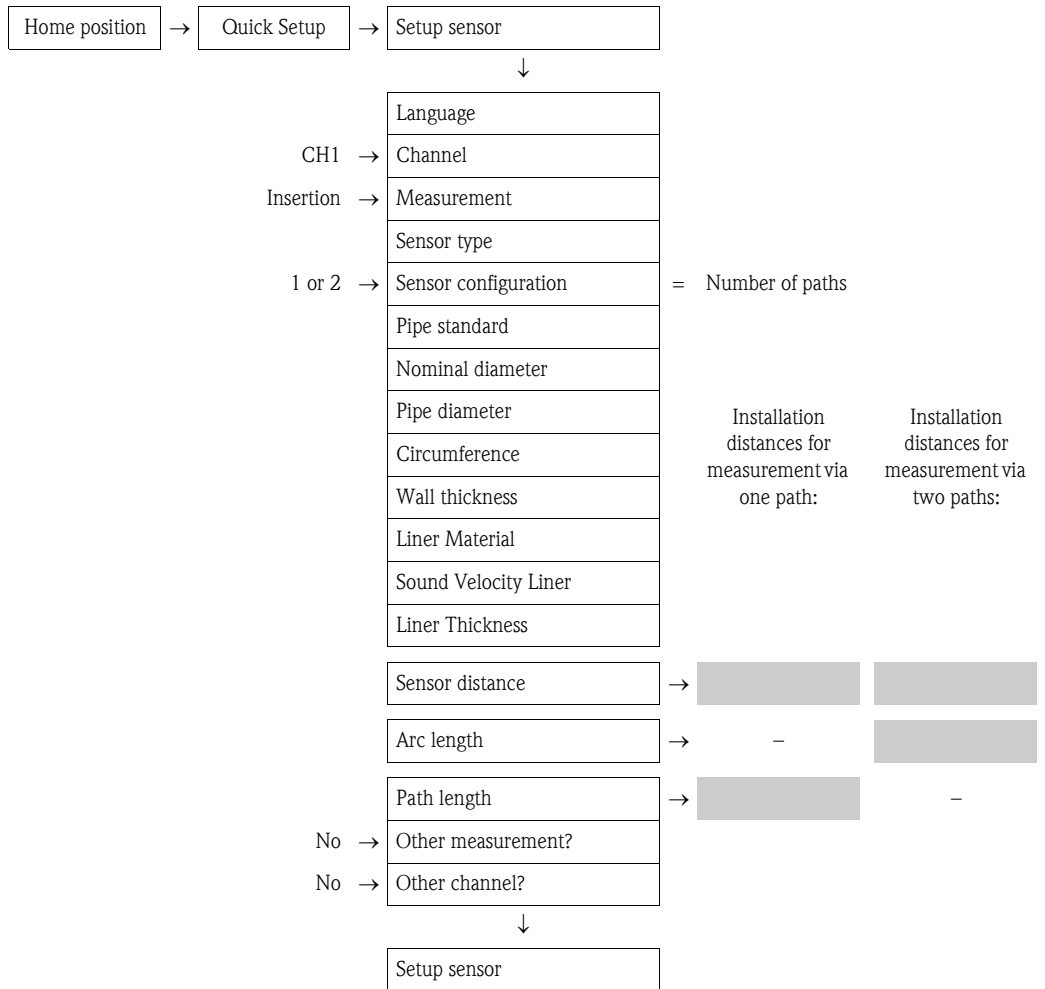 Home position → Quick Setup → Setup sensor
↓
Language
CH1 → Channel
Insertion → Measurement
Sensor type
1 or 2 → Sensor configuration = Number of paths
Pipe standard
Nominal diameter
Pipe diameter
Circumference
Wall thickness
Liner Material
Sound Velocity Liner
Liner Thickness
Installation
distances for
measurement via
one path:
Installation
distances for
measurement via
two paths:
Sensor distance →
Arc length → –
Path length → –
No → Other measurement?
No → Other channel?
↓
Setup sensor